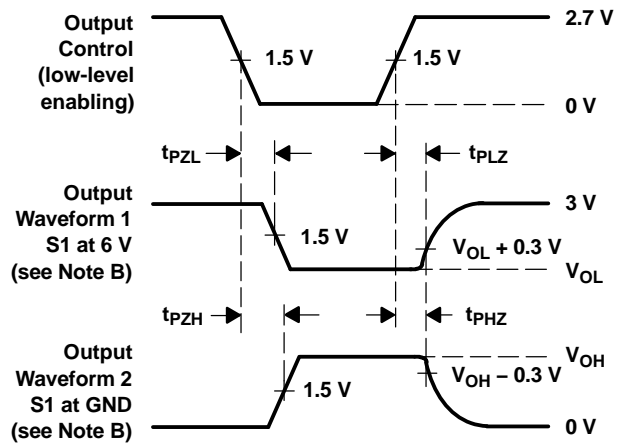 Output
Control
(low-level
enabling)
2.7 V
1.5 V
1.5 V
0 V
tPZL
tPLZ
Output
Waveform 1
S1 at 6 V
(see Note B)
3 V
1.5 V
VOL + 0.3 V
VOL
tPZH
tPHZ
Output
Waveform 2
S1 at GND
(see Note B)
VOH
1.5 V
VOH – 0.3 V
0 V